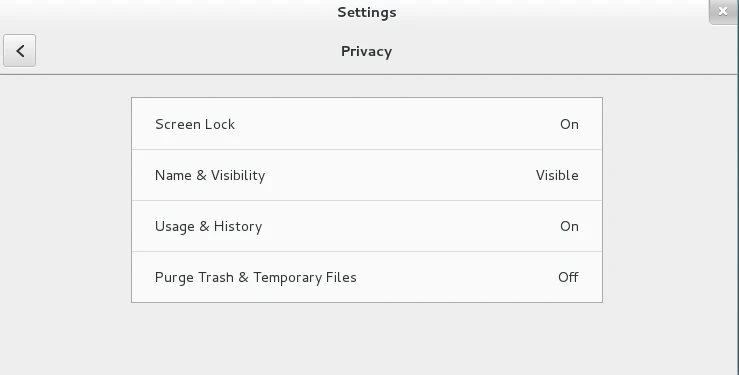 Settings
Privacy
Screen Lock On
Name & Visibility Visible
Usage & History On
Purge Trash & Temporary Files Off